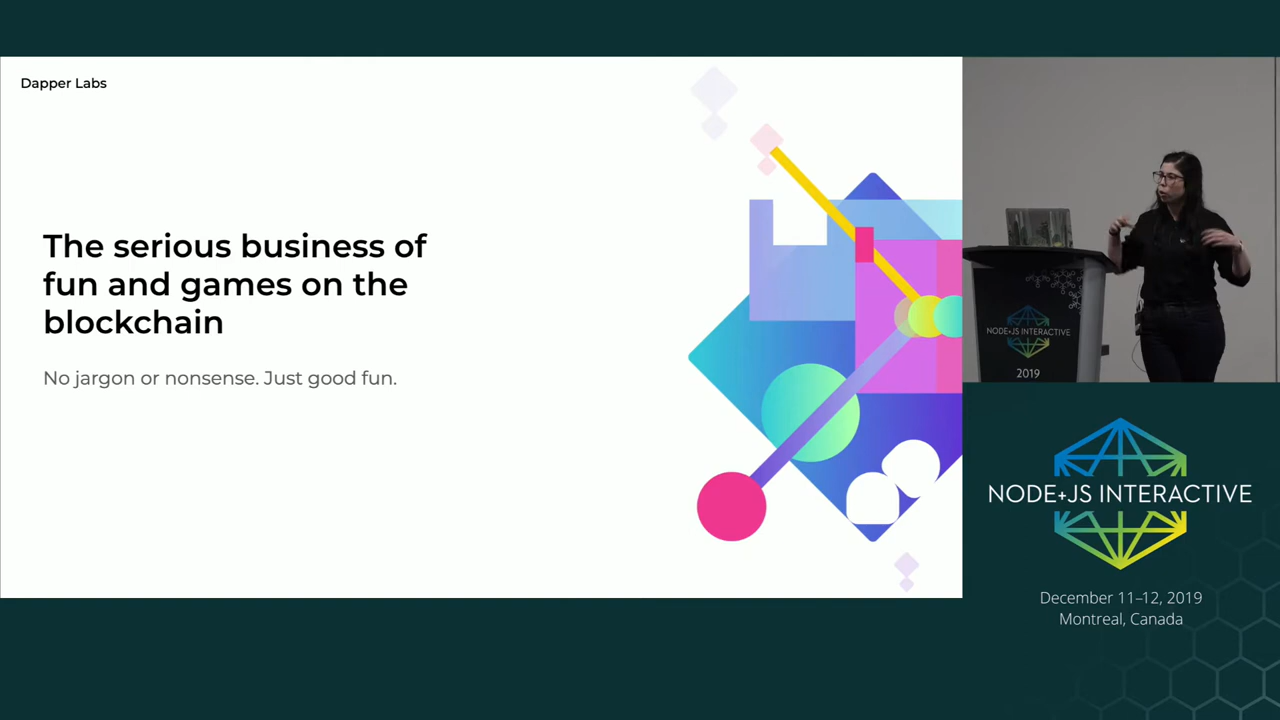 Dapper Labs
The serious business of
fun and games on the
blockchain
No jargon or nonsense. Just good fun.
NODE+JS INTERACTIVE
2019
NODE+JS INTERACTIVE
December 11–12, 2019
Montreal, Canada